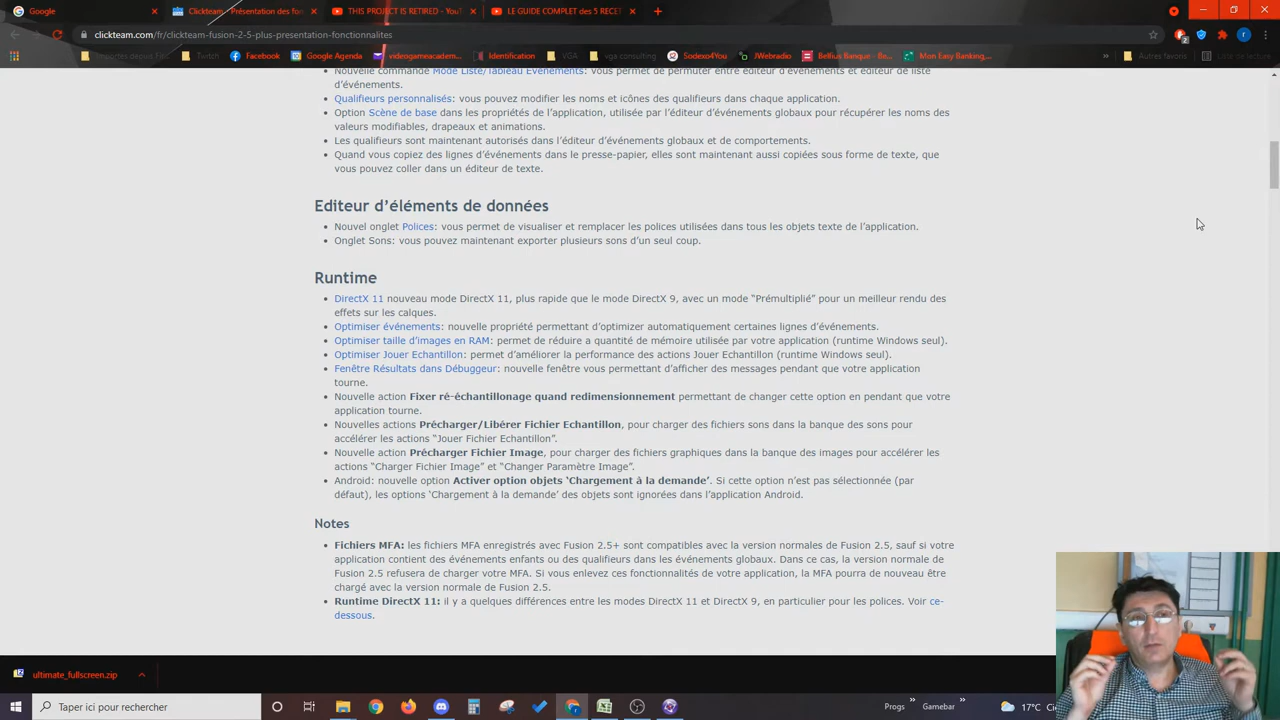 Google
Clickteam - Présentation des fon
THIS PROJECT IS RETIRED - YouT
LE GUIDE COMPLET des 5 RECET
clickteam.com/fr/clickteam-fusion-2-5-plus-presentation-fonctionnalites
Twitch
Facebook
Google Agenda
videogameacadem...
Identification
VGA
vga consulting
Sodexo4You
JWebradio
Belfius Banque - Bn...
Mon Easy Banking,...
Autres favoris
Liste de lecture
Nouvelle commande Mode Liste/Tableau Evénements: vous permet de permuter entre éditeur d'événements et éditeur de liste
d'événements.
Qualifieurs personnalisés: vous pouvez modifier les noms et icônes des qualifieurs dans chaque application.
Option Scène de base dans les propriétés de l'application, utilisée par l'éditeur d'événements globaux pour récupérer les noms des
valeurs modifiables, drapeaux et animations.
Les qualifieurs sont maintenant autorisés dans l'éditeur d'événements globaux et de comportements.
Quand vous copiez des lignes d'événements dans le presse-papier, elles sont maintenant aussi copiées sous forme de texte, que
vous pouvez coller dans un éditeur de texte.
Editeur d'éléments de données
Nouvel onglet Polices: vous permet de visualiser et remplacer les polices utilisées dans tous les objets texte de l'application.
Onglet Sons: vous pouvez maintenant exporter plusieurs sons d'un seul coup.
Runtime
DirectX 11 nouveau mode DirectX 11, plus rapide que le mode DirectX 9, avec un mode "Prémultiplié" pour un meilleur rendu des
effets sur les calques.
Optimiser événements: nouvelle propriété permettant d'optimizer automatiquement certaines lignes d'événements.
Optimiser taille d'images en RAM: permet de réduire a quantité de mémoire utilisée par votre application (runtime Windows seul).
Optimiser Jouer Echantillon: permet d'améliorer la performance des actions Jouer Echantillon (runtime Windows seul).
Fenêtre Résultats dans Débuggeur: nouvelle fenêtre vous permettant d'afficher des messages pendant que votre application
tourne.
Nouvelle action Fixer ré-échantillonage quand redimensionnement permettant de changer cette option en pendant que votre
application tourne.
Nouvelles actions Précharger/Libérer Fichier Echantillon, pour charger des fichiers sons dans la banque des sons pour
accélérer les actions "Jouer Fichier Echantillon".
Nouvelle action Précharger Fichier Image, pour charger des fichiers graphiques dans la banque des images pour accélérer les
actions "Charger Fichier Image" et "Changer Paramètre Image").
Android: nouvelle option Activer option objets 'Chargement à la demande'. Si cette option n'est pas sélectionnée (par
défaut), les options 'Chargement à la demande' des objets sont ignorées dans l'application Android.
Notes
Fichiers MFA: les fichiers MFA enregistrés avec Fusion 2.5+ sont compatibles avec la version normales de Fusion 2.5, sauf si votre
application contient des événements enfants ou des qualifieurs dans les événements globaux. Dans ce cas, la version normale de
Fusion 2.5 refusera de charger votre MFA. Si vous enlevez ces fonctionnalités de votre application, la MFA pourra de nouveau être
chargé avec la version normale de Fusion 2.5.
Runtime DirectX 11: il y a quelques différences entre les modes DirectX 11 et DirectX 9, en particulier pour les polices. Voir ce-
dessous.
ultimate_fullscreen.zip
Taper ici pour rechercher
Progs
Gamebar
17°C